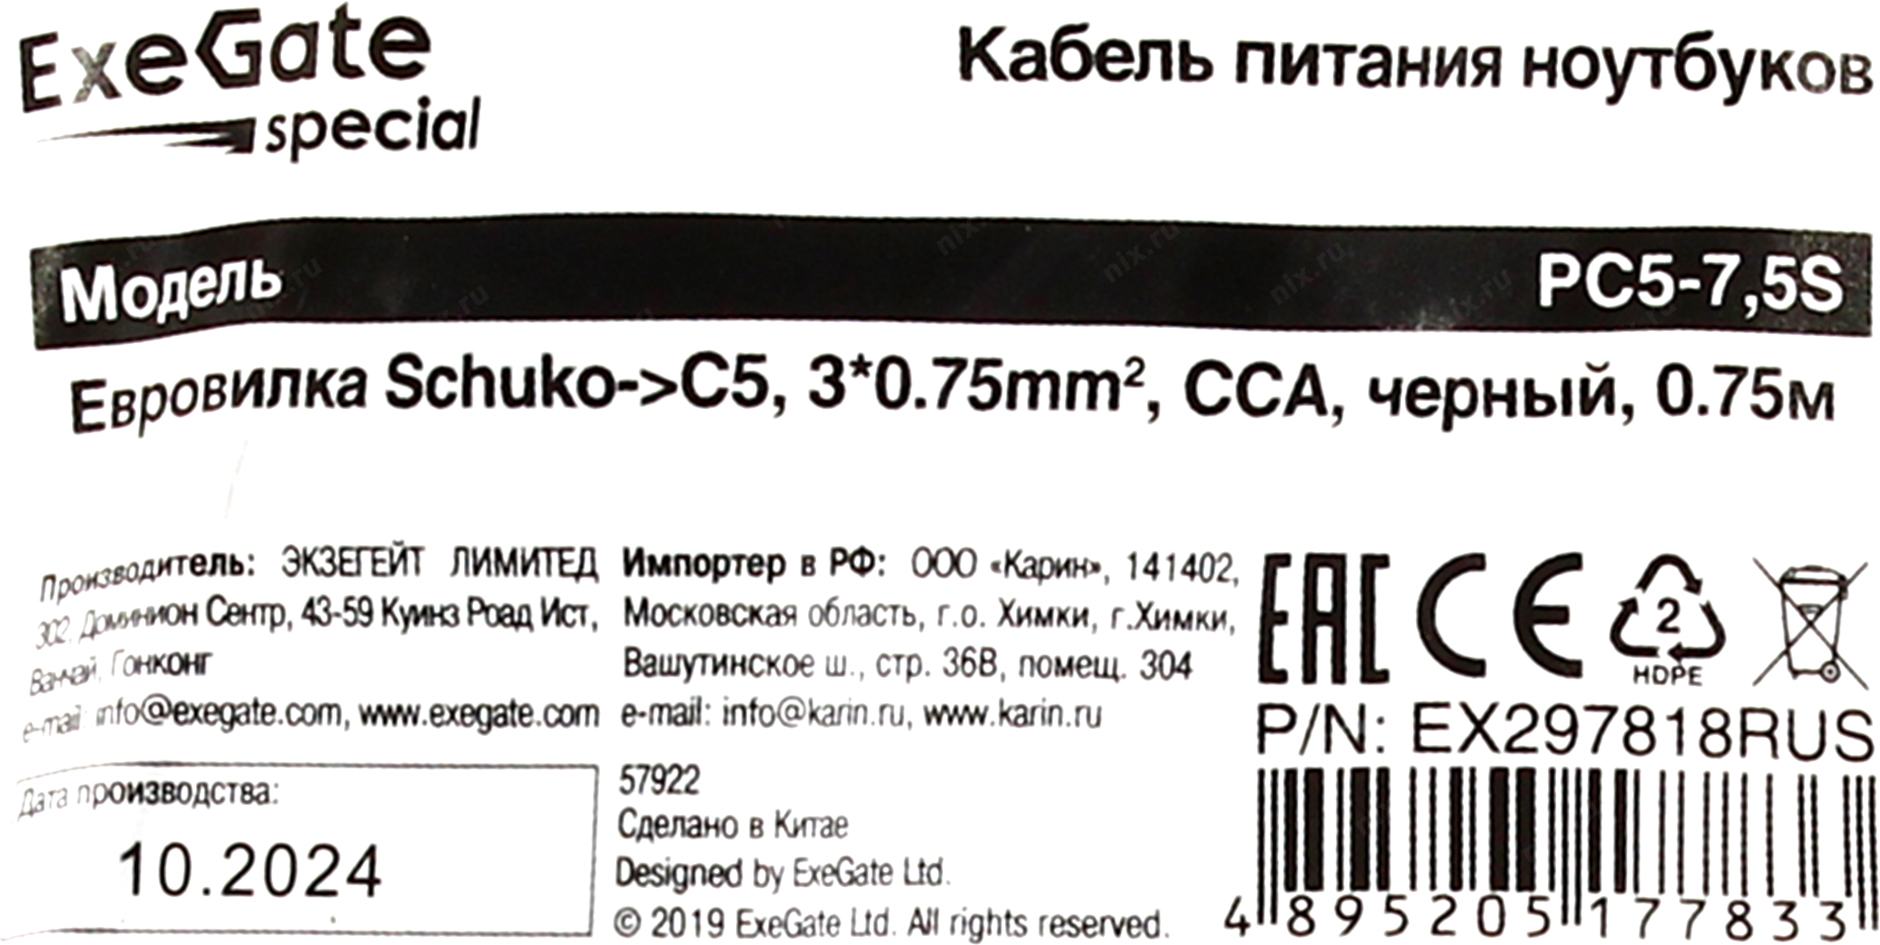 ExeGate
special
Кабель питания ноутбуков
Модель PC5-7,5S
Евровилка Schuko->C5, 3*0.75mm², CCA, черный, 0.75м
Производитель: ЭКЗЕГЕЙТ ЛИМИТЕД
302, Доминион Сентр, 43-59 Куинз Роад Ист,
Ванчай, Гонконг
e-mail: info@exegate.com, www.exegate.com
Импортер в РФ: ООО «Карин», 141402,
Московская область, г.о. Химки, г.Химки,
Вашутинское ш., стр. 36В, помещ. 304
e-mail: info@karin.ru, www.karin.ru
EAC CE 2
HDPE
P/N: EX297818RUS
Дата производства:
10.2024
57922
Сделано в Китае
Designed by ExeGate Ltd.
© 2019 ExeGate Ltd. All rights reserved.
4 895205 177833
nix.ru